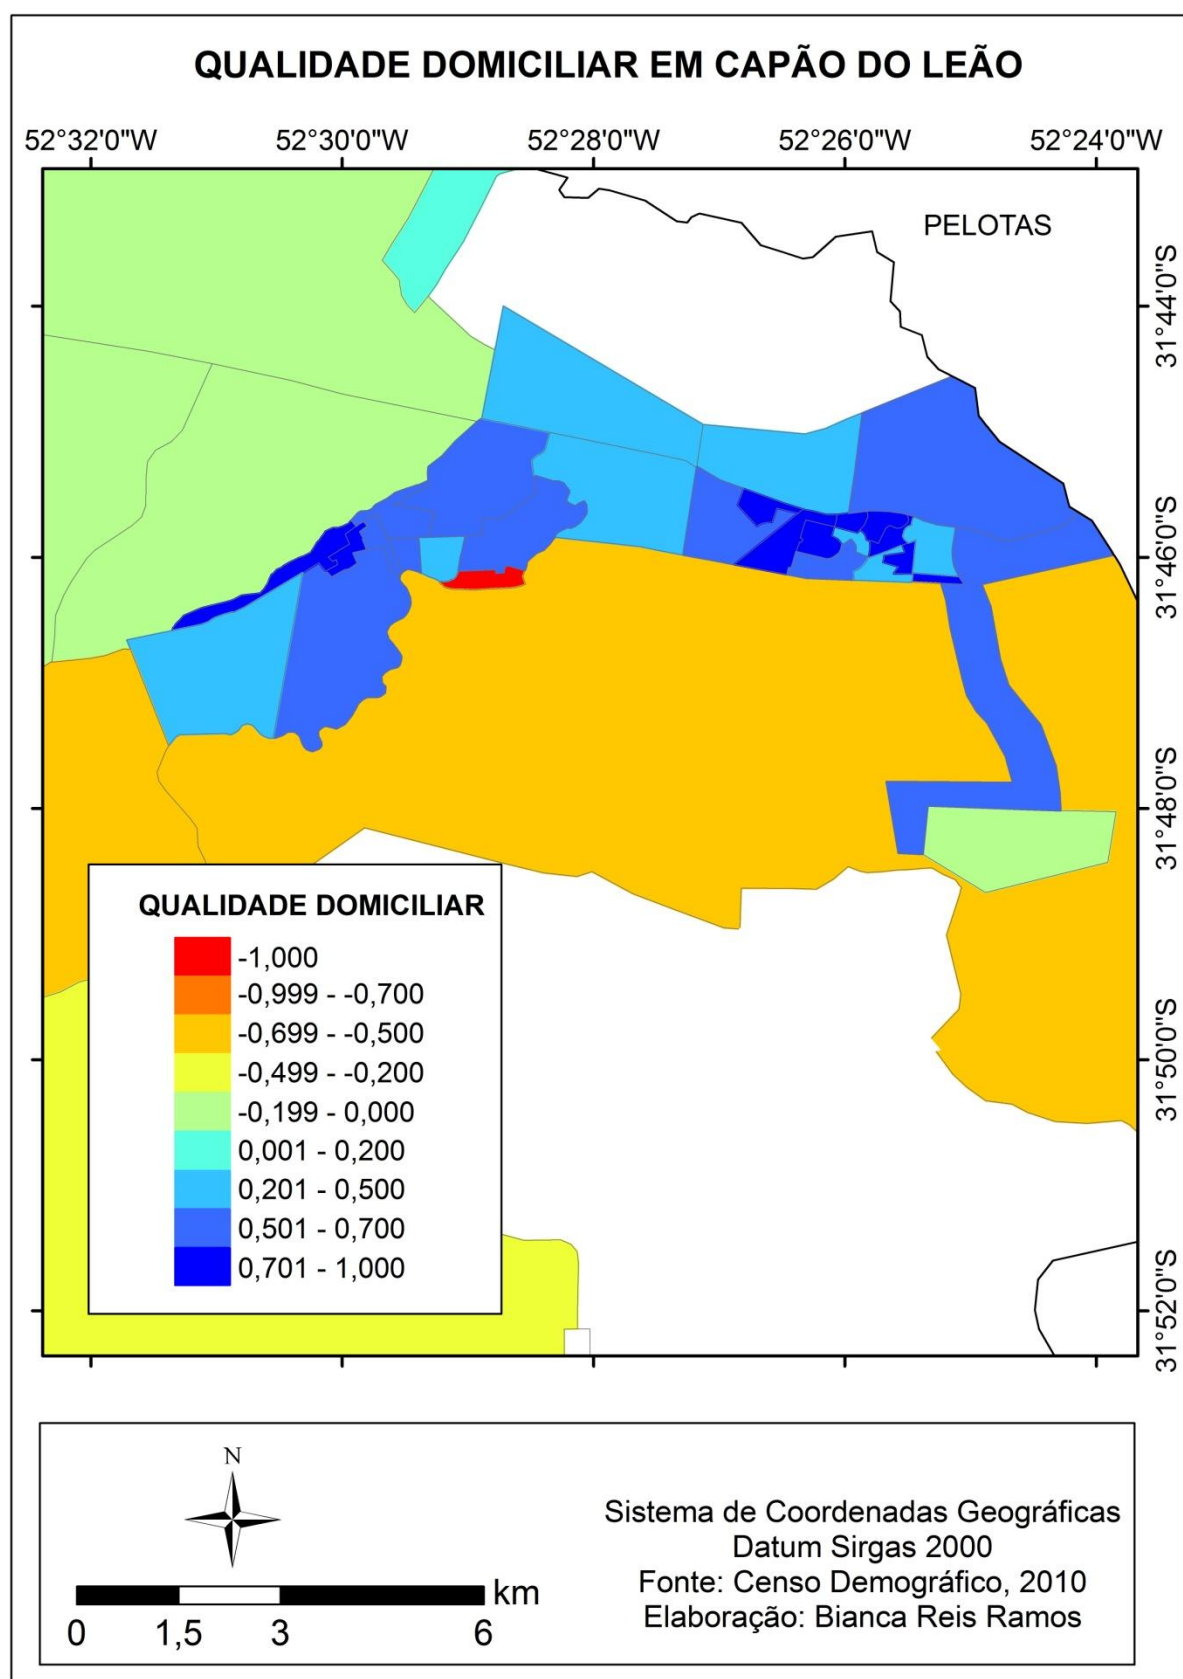 QUALIDADE DOMICILIAR EM CAPÃO DO LEÃO
52°32'0"W 52°30'0"W 52°28'0"W 52°26'0"W 52°24'0"W
PELOTAS
31°44'0"S
31°46'0"S
31°48'0"S
31°50'0"S
31°52'0"S
QUALIDADE DOMICILIAR
-1,000
-0,999 - -0,700
-0,699 - -0,500
-0,499 - -0,200
-0,199 - 0,000
0,001 - 0,200
0,201 - 0,500
0,501 - 0,700
0,701 - 1,000
N
km
0 1,5 3 6
Sistema de Coordenadas Geográficas
Datum Sirgas 2000
Fonte: Censo Demográfico, 2010
Elaboração: Bianca Reis Ramos